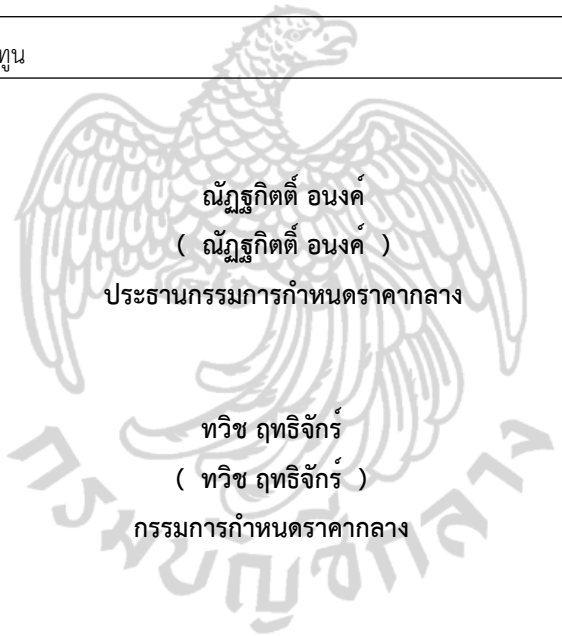 ทูน
ณัฏฐกิตติ์ อนงค์
( ณัฏฐกิตติ์ อนงค์ )
ประธานกรรมการกำหนดราคากลาง
ทวิช ฤทธิจักร์
( ทวิช ฤทธิจักร์ )
กรรมการกำหนดราคากลาง
กรมบัญชีกลาง